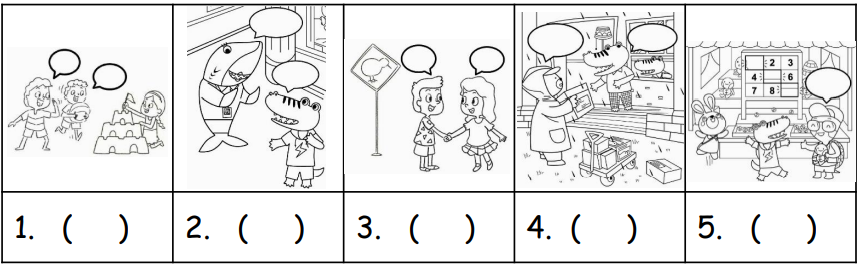 2 3
4 6
7 8
1. ( ) 2. ( ) 3. ( ) 4. ( ) 5. ( )